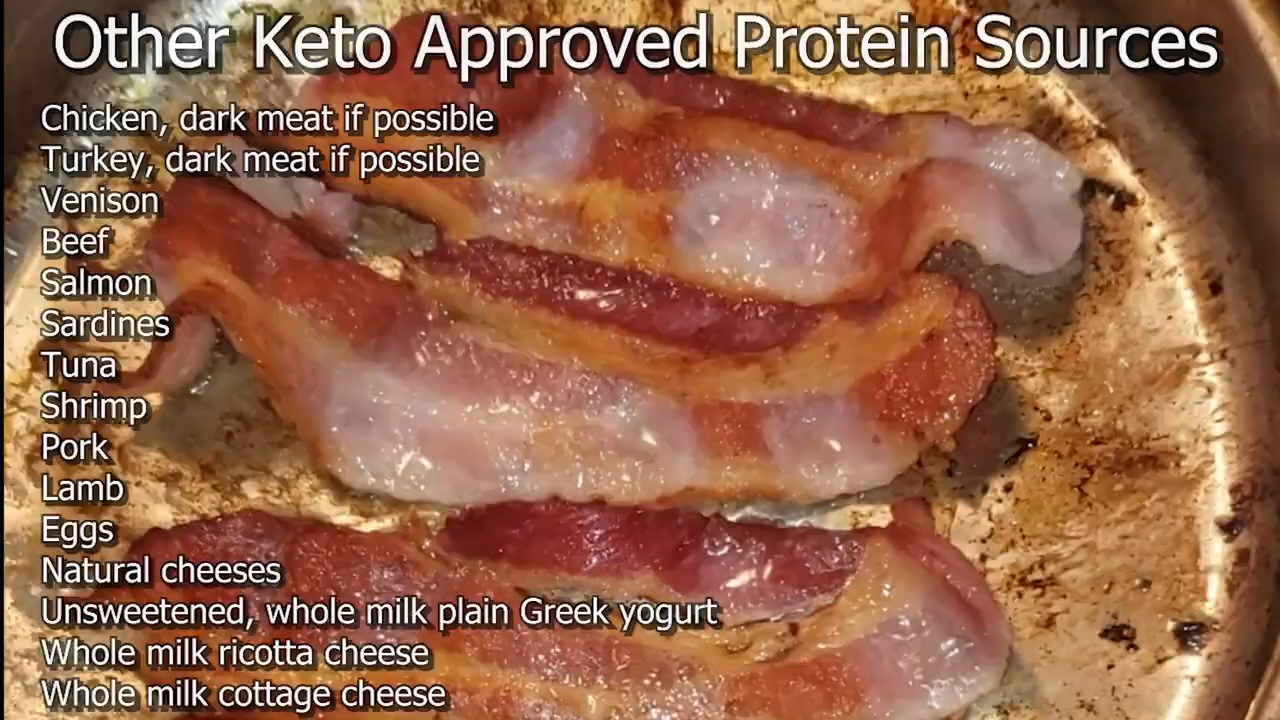 Other Keto Approved Protein Sources
Chicken, dark meat if possible
Turkey, dark meat if possible
Venison
Beef
Salmon
Sardines
Tuna
Shrimp
Pork
Lamb
Eggs
Natural cheeses
Unsweetened, whole milk plain Greek yogurt
Whole milk ricotta cheese
Whole milk cottage cheese